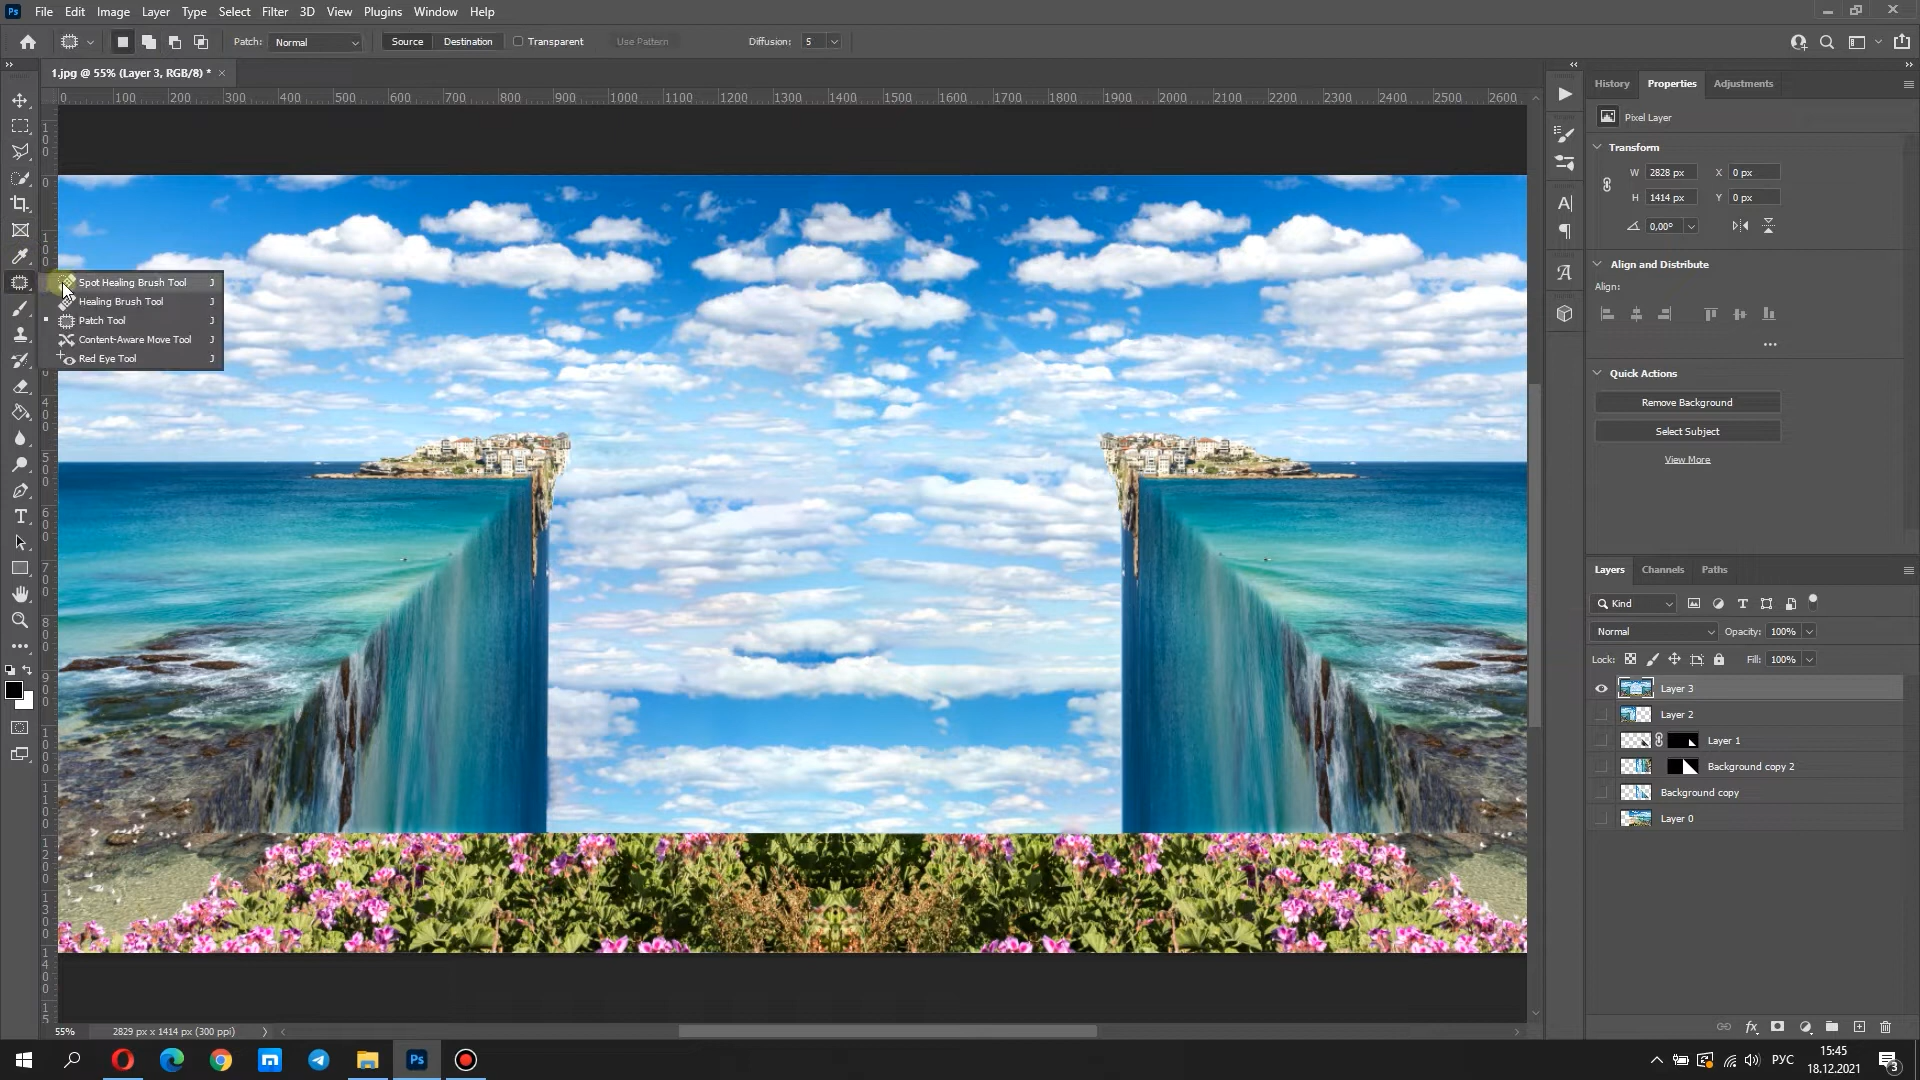 Ps File Edit Image Layer Type Select Filter 3D View Plugins Window Help
Patch: Normal Source Destination Transparent Use Pattern Diffusion: 5
1.jpg @ 55% (Layer 3, RGB/8) * ×
0 100 200 300 400 500 600 700 800 900 1000 1100 1200 1300 1400 1500 1600 1700 1800 1900 2000 2100 2200 2300 2400 2500 2600
Spot Healing Brush Tool J
Healing Brush Tool J
Patch Tool J
Content-Aware Move Tool J
Red Eye Tool J
History Properties Adjustments
Pixel Layer
Transform
W 2828 px X 0 px
H 1414 px Y 0 px
0,00°
Align and Distribute
Align:
Quick Actions
Remove Background
Select Subject
View More
Layers Channels Paths
Kind
Normal Opacity: 100%
Lock: Fill: 100%
Layer 3
Layer 2
Layer 1
Background copy 2
Background copy
Layer 0
55% 2829 px x 1414 px (300 ppi)
Ps
РУС
15:45
18.12.2021
3